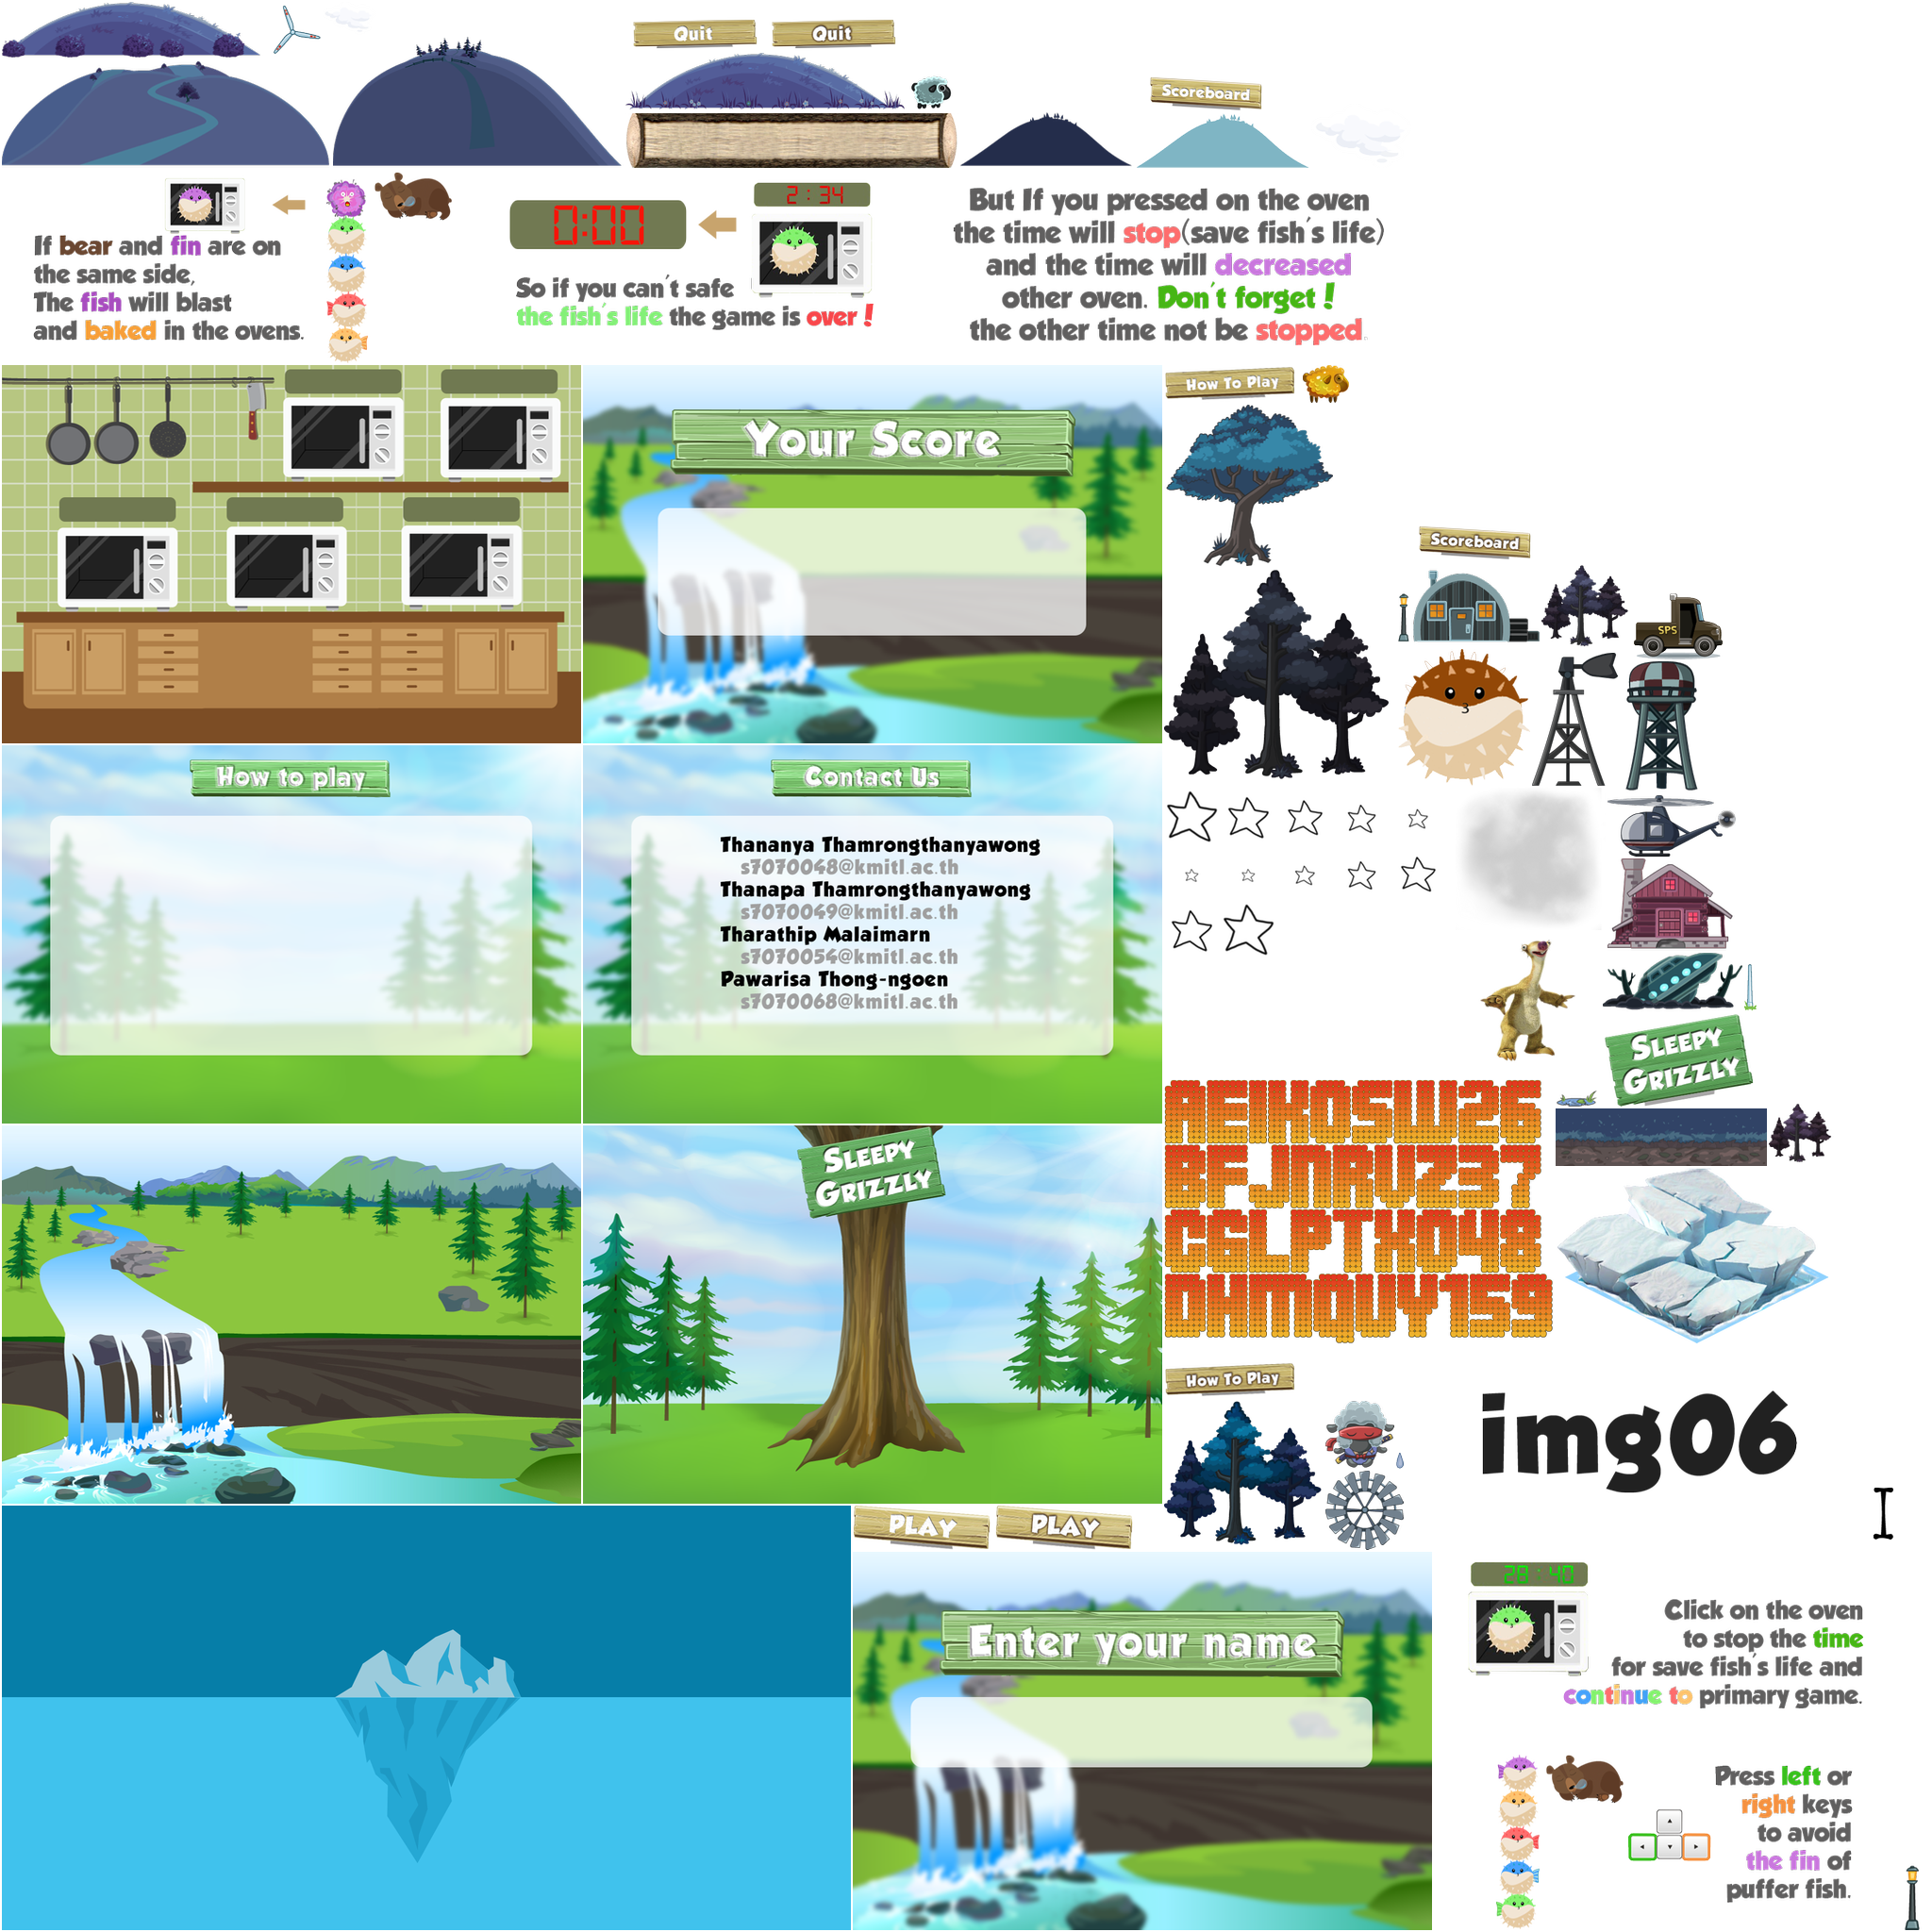 Quit
Quit
Scoreboard
2:34
0:00
If bear and fin are on
the same side,
The fish will blast
and baked in the ovens.
So if you can't safe
the fish's life the game is over!
But If you pressed on the oven
the time will stop(save fish's life)
and the time will decreased
other oven. Don't forget!
the other time not be stopped.
Your Score
How To Play
Scoreboard
SPS
How to play
Contact Us
Thananya Thamrongthanyawong
s7070048@kmitl.ac.th
Thanapa Thamrongthanyawong
s7070049@kmitl.ac.th
Tharathip Malaimarn
s7070054@kmitl.ac.th
Pawarisa Thong-ngoen
s7070068@kmitl.ac.th
SLEEPY
GRIZZLY
AEIKOSW26
BFJNRVZ37
CGLPTX048
DHMQUY159
SLEEPY
GRIZZLY
How To Play
img06
PLAY
PLAY
Enter your name
28:40
Click on the oven
to stop the time
for save fish's life and
continue to primary game.
Press left or
right keys
to avoid
the fin of
puffer fish.